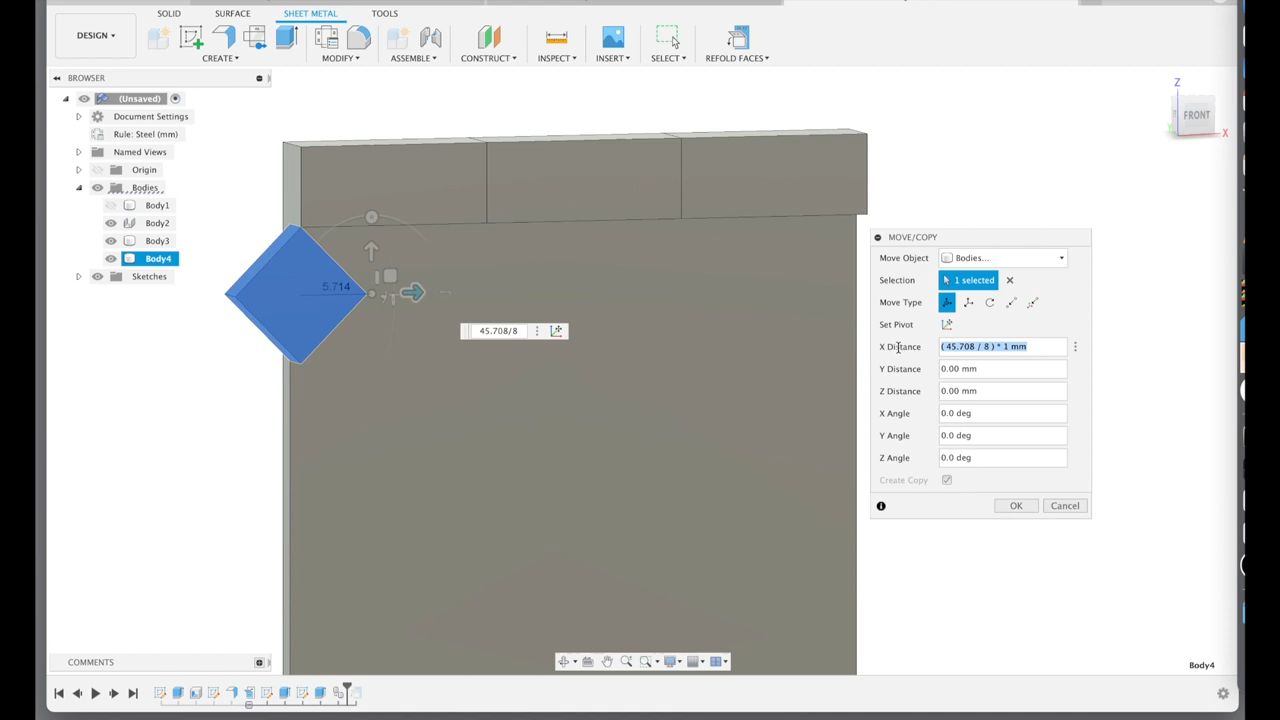 SOLID SURFACE SHEET METAL TOOLS
DESIGN
CREATE MODIFY ASSEMBLE CONSTRUCT INSPECT INSERT SELECT REFOLD FACES
BROWSER
(Unsaved)
Document Settings
Rule: Steel (mm)
Named Views
Origin
Bodies
Body1
Body2
Body3
Body4
Sketches
Z
FRONT
X
5.714
45.708/8
MOVE/COPY
Move Object Bodies...
Selection 1 selected
Move Type
Set Pivot
X Distance ( 45.708 / 8 ) * 1 mm
Y Distance 0.00 mm
Z Distance 0.00 mm
X Angle 0.0 deg
Y Angle 0.0 deg
Z Angle 0.0 deg
Create Copy
OK Cancel
COMMENTS
Body4